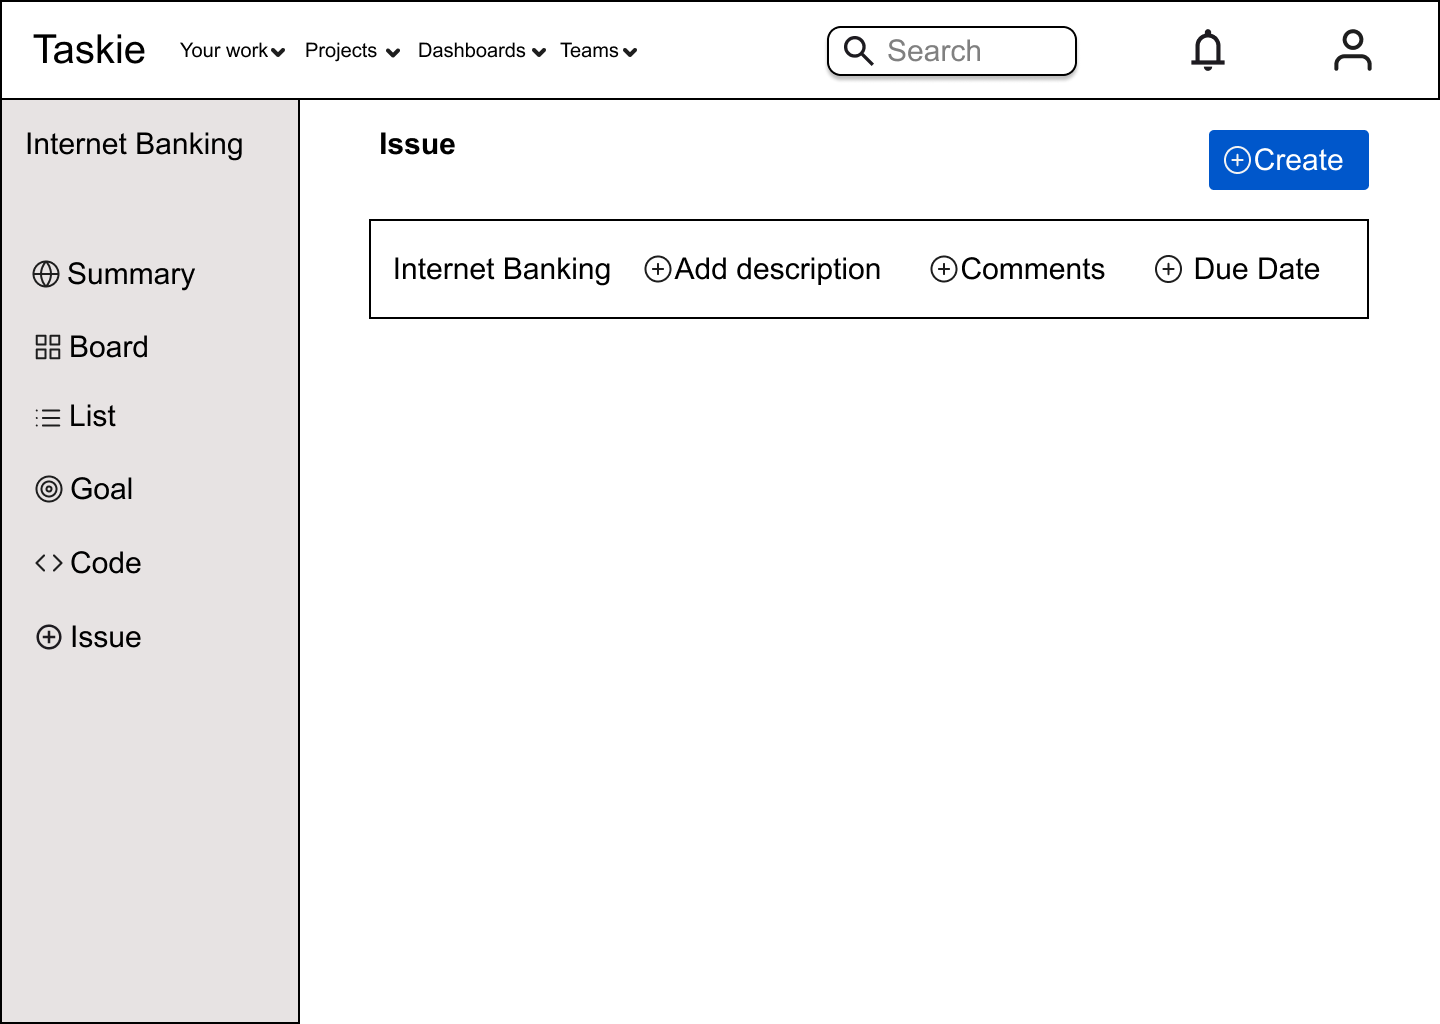 Taskie Your work Projects Dashboards Teams Search
Internet Banking
Summary
Board
List
Goal
Code
Issue
Issue
Create
Internet Banking Add description Comments Due Date